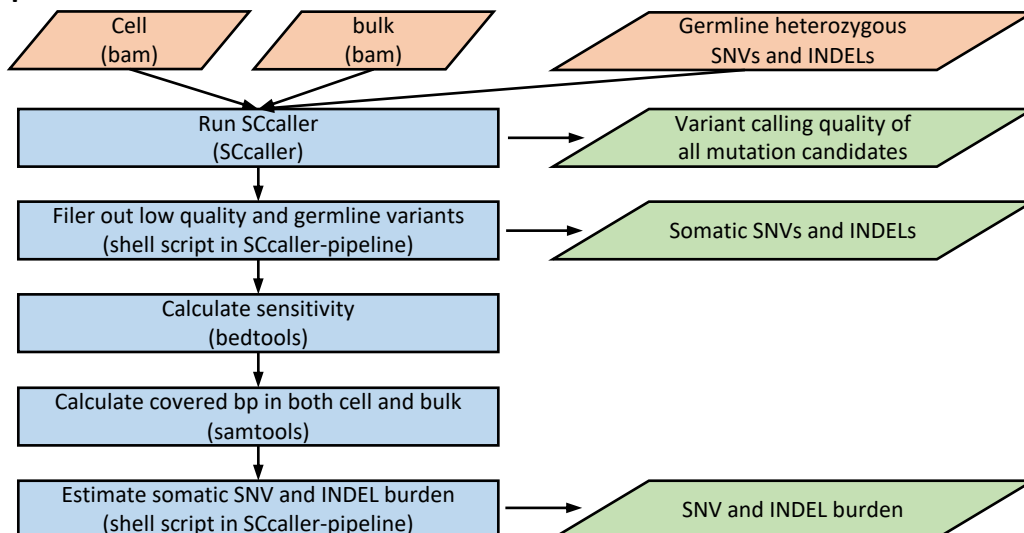 Cell
(bam)
bulk
(bam)
Germline heterozygous
SNVs and INDELs
Run SCcaller
(SCcaller)
Variant calling quality of
all mutation candidates
Filer out low quality and germline variants
(shell script in SCcaller-pipeline)
Somatic SNVs and INDELs
Calculate sensitivity
(bedtools)
Calculate covered bp in both cell and bulk
(samtools)
Estimate somatic SNV and INDEL burden
(shell script in SCcaller-pipeline)
SNV and INDEL burden